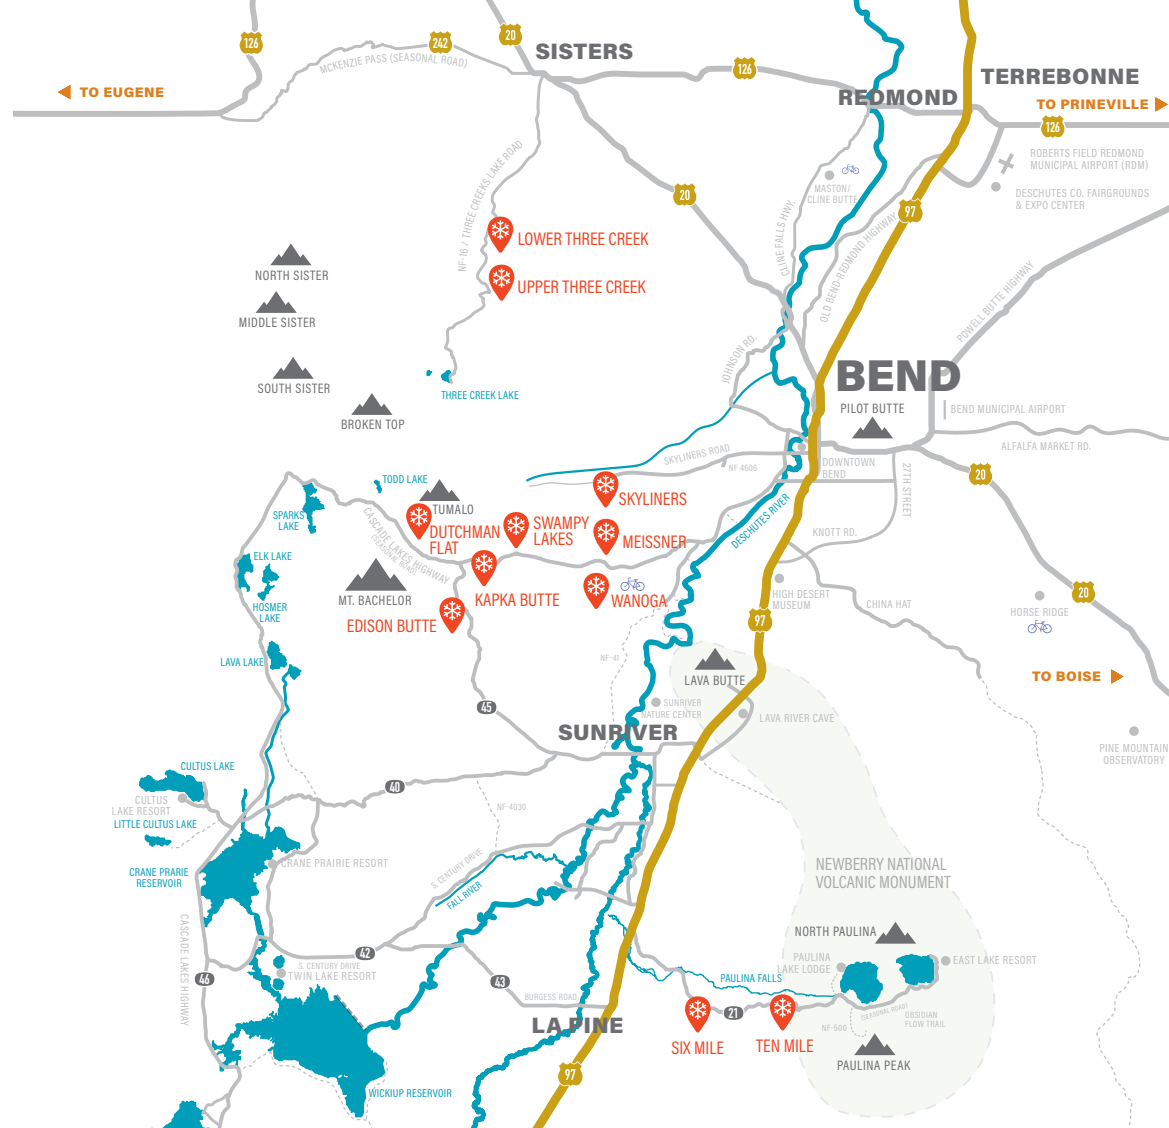 20
126
242
SISTERS
MCKENZIE PASS (SEASONAL ROAD)
126
TERREBONNE
TO EUGENE
REDMOND
TO PRINEVILLE
126
ROBERTS FIELD REDMOND
MUNICIPAL AIRPORT (RDM)
NF-16 / THREE CREEKS LAKE ROAD
MASTON/
CLINE BUTTE
20
DESCHUTES CO. FAIRGROUNDS
& EXPO CENTER
97
CLINE FALLS HWY.
OLD BEND-REDMOND HIGHWAY
LOWER THREE CREEK
NORTH SISTER
UPPER THREE CREEK
POWELL BUTTE HIGHWAY
MIDDLE SISTER
JOHNSON RD.
SOUTH SISTER
BEND
THREE CREEK LAKE
PILOT BUTTE
BEND MUNICIPAL AIRPORT
BROKEN TOP
ALFALFA MARKET RD.
SKYLINERS ROAD
NF 4606
DOWNTOWN
BEND
20
27TH STREET
TODD LAKE
TUMALO
SKYLINERS
SPARKS
LAKE
DUTCHMAN
FLAT
SWAMPY
LAKES
MEISSNER
DESCHUTES RIVER
KNOTT RD.
CASCADE LAKES HIGHWAY
(SEASONAL ROAD)
ELK LAKE
HOSMER
LAKE
MT. BACHELOR
KAPKA BUTTE
WANOGA
HIGH DESERT
MUSEUM
CHINA HAT
HORSE RIDGE
20
EDISON BUTTE
97
LAVA LAKE
NF-41
LAVA BUTTE
TO BOISE
45
SUNRIVER
NATURE CENTER
LAVA RIVER CAVE
SUNRIVER
PINE MOUNTAIN
OBSERVATORY
CULTUS LAKE
40
CULTUS
LAKE RESORT
NF-4030
LITTLE CULTUS LAKE
CRANE PRARIE
RESERVOIR
CRANE PRAIRIE RESORT
S. CENTURY DRIVE
FALL RIVER
NEWBERRY NATIONAL
VOLCANIC MONUMENT
CASCADE LAKES HIGHWAY
NORTH PAULINA
42
PAULINA
LAKE LODGE
EAST LAKE RESORT
46
S. CENTURY DRIVE
TWIN LAKE RESORT
43
PAULINA FALLS
BURGESS ROAD
21
(SEASONAL ROAD)
OBSIDIAN
FLOW TRAIL
NF-500
LA PINE
SIX MILE
TEN MILE
PAULINA PEAK
97
WICKIUP RESERVOIR